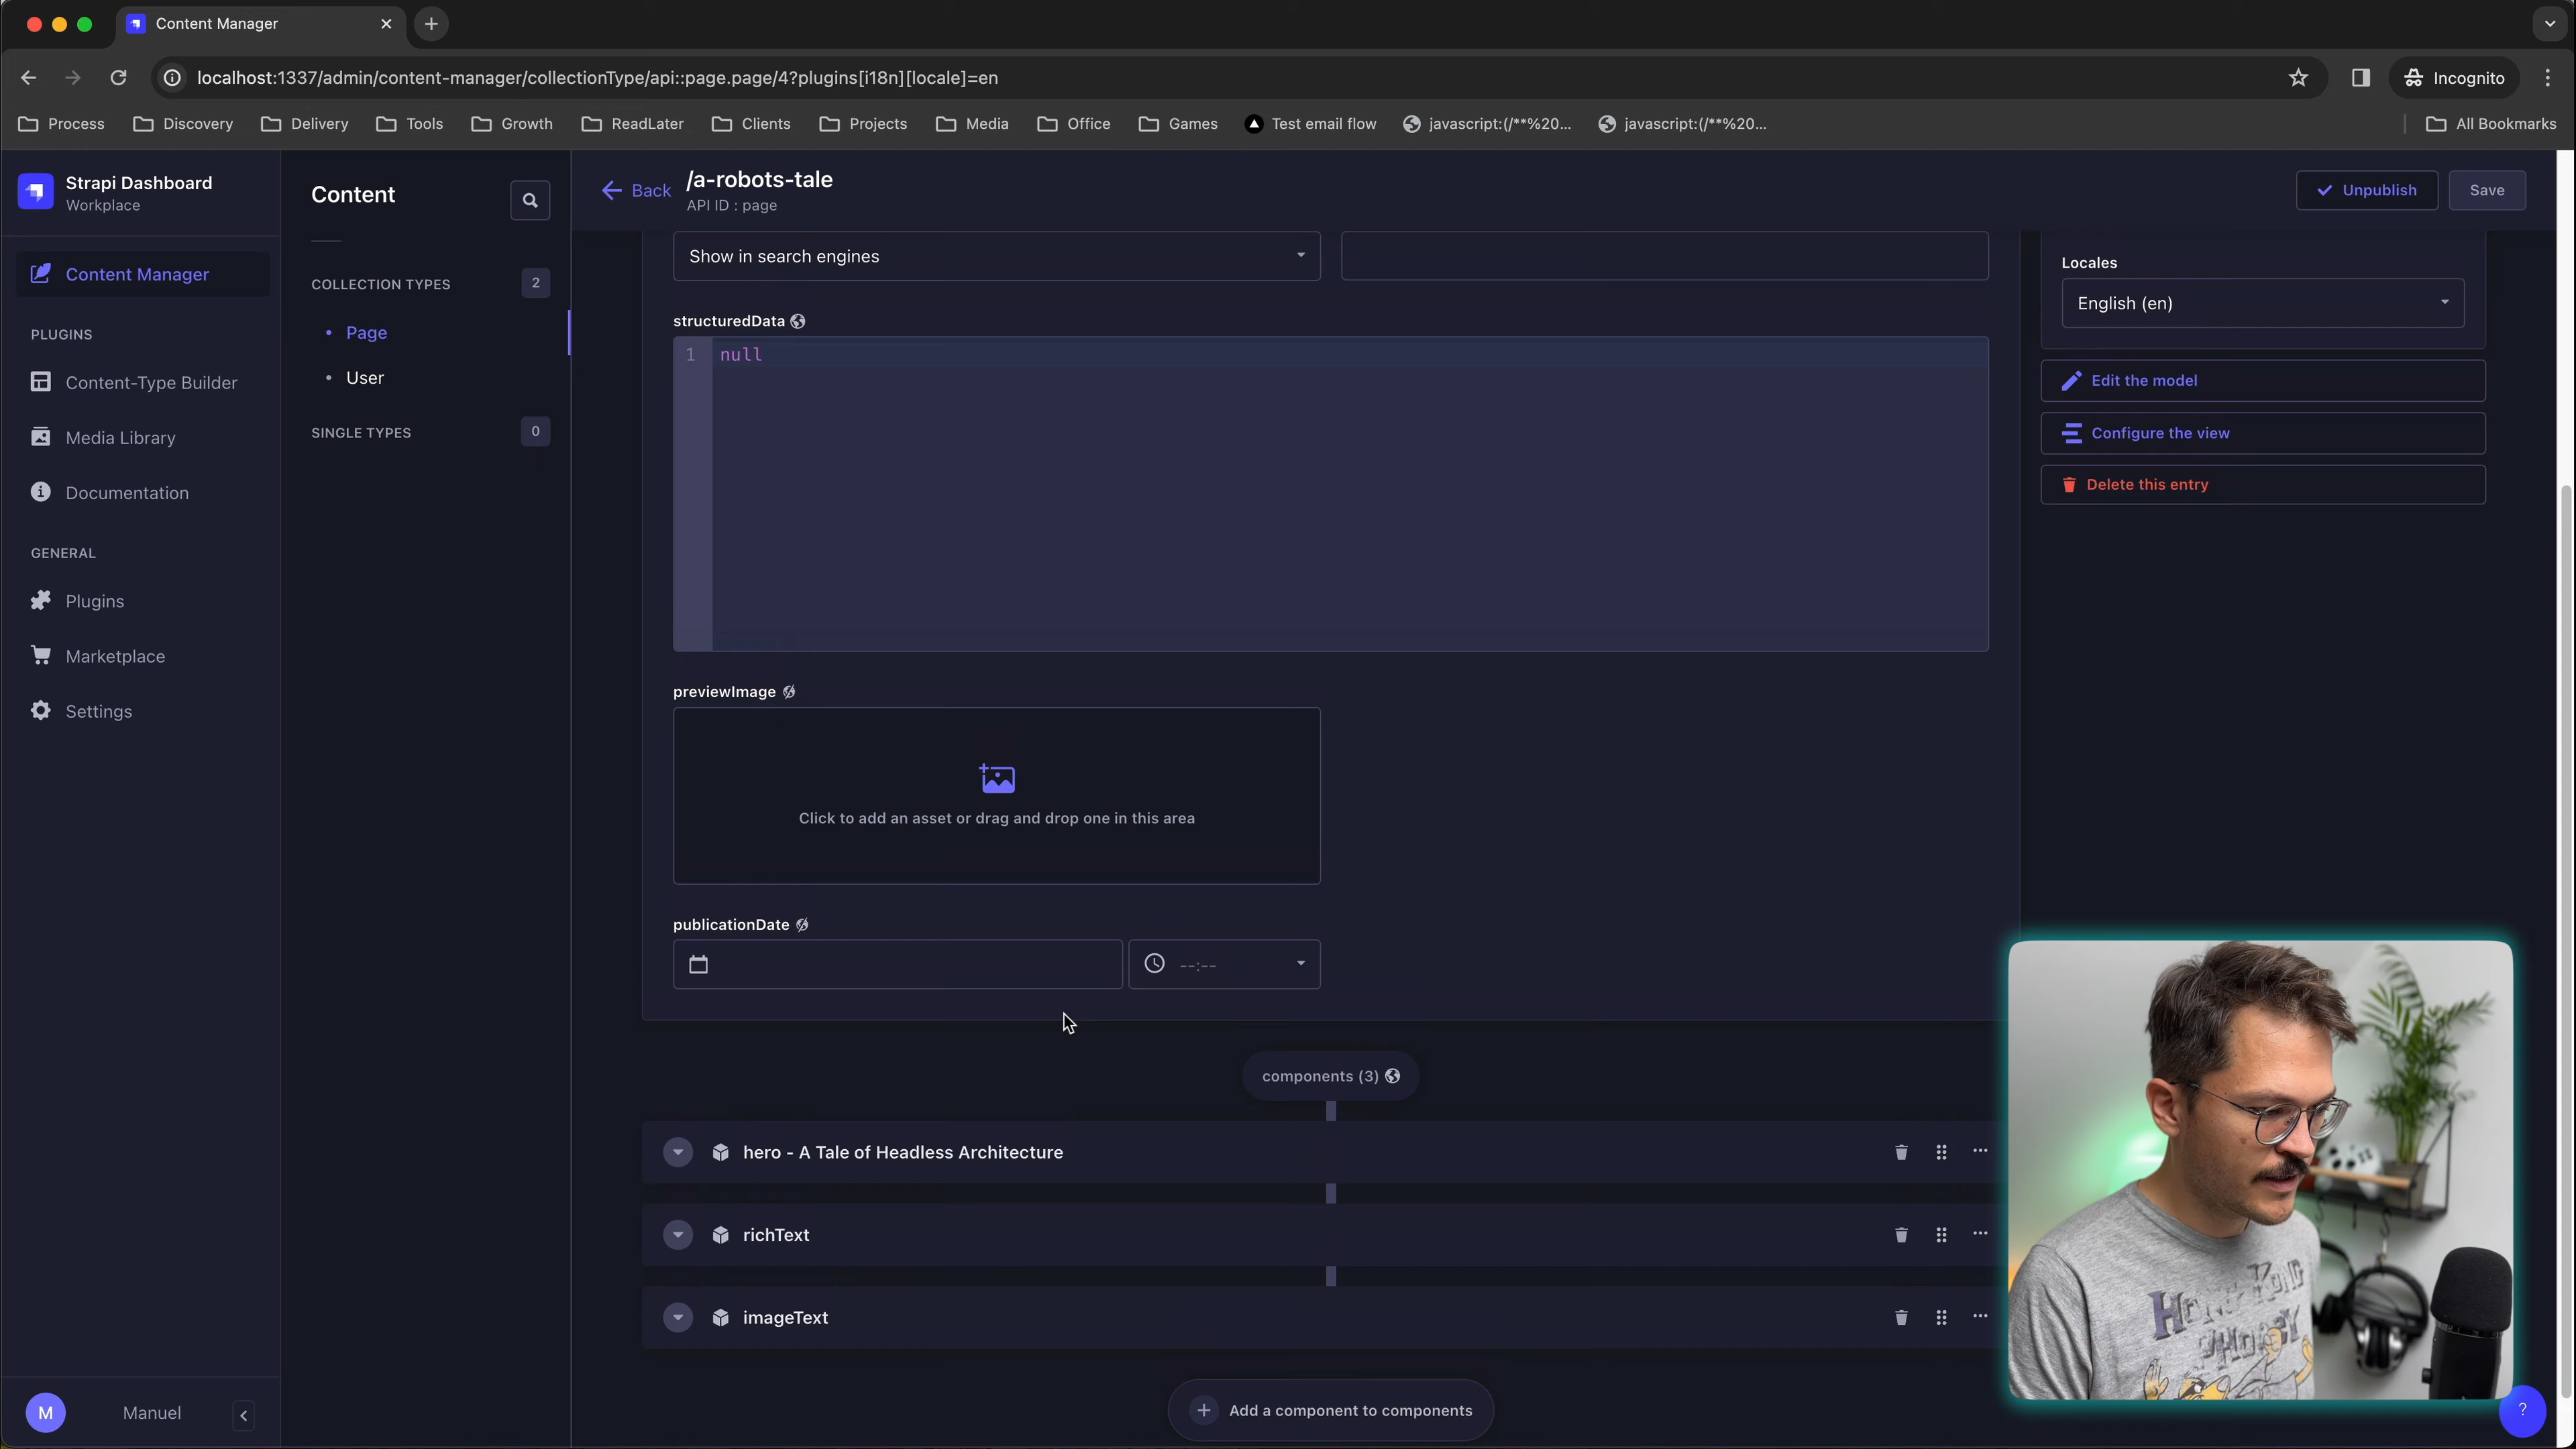 Content Manager
localhost:1337/admin/content-manager/collectionType/api::page.page/4?plugins[i18n][locale]=en
Incognito
Process
Discovery
Delivery
Tools
Growth
ReadLater
Clients
Projects
Media
Office
Games
Test email flow
javascript:(/**%20...
javascript:(/**%20...
All Bookmarks
Strapi Dashboard
Workplace
Content Manager
PLUGINS
Content-Type Builder
Media Library
Documentation
GENERAL
Plugins
Marketplace
Settings
M
Manuel
Content
COLLECTION TYPES
2
Page
User
SINGLE TYPES
0
Back
/a-robots-tale
API ID : page
Unpublish
Save
Show in search engines
structuredData
1
null
previewImage
Click to add an asset or drag and drop one in this area
publicationDate
--:--
components (3)
hero - A Tale of Headless Architecture
richText
imageText
Add a component to components
Locales
English (en)
Edit the model
Configure the view
Delete this entry
?